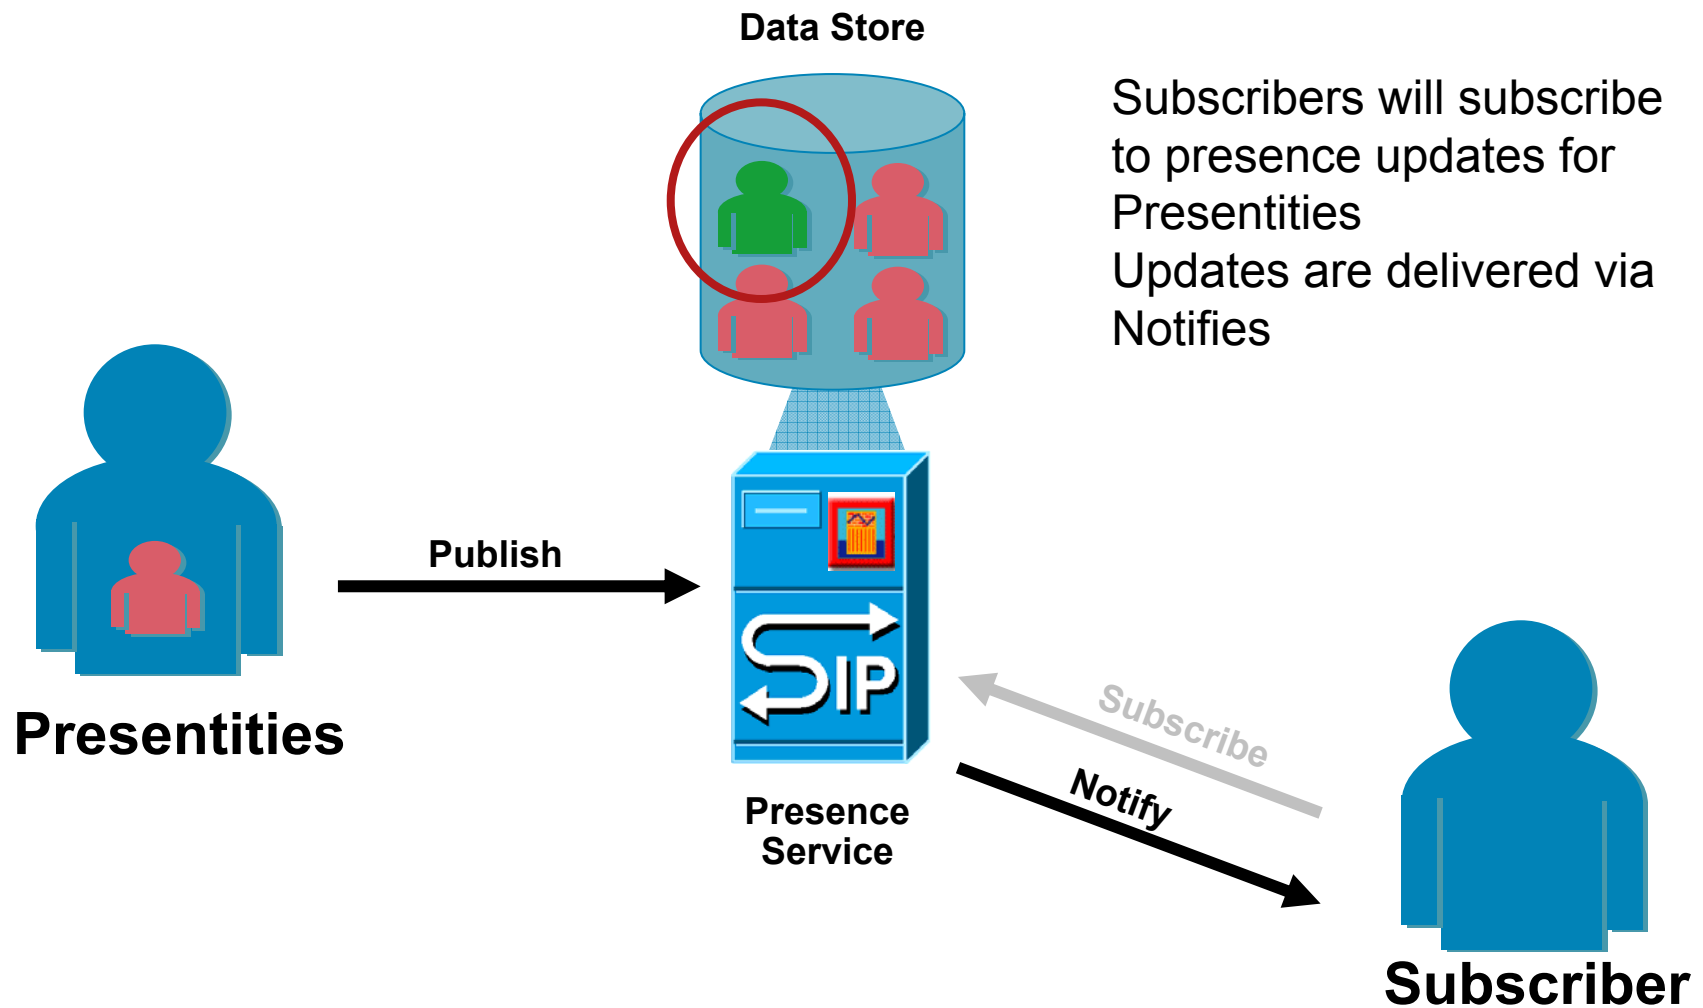 Data Store
Subscribers will subscribe
to presence updates for
Presentities
Updates are delivered via
Notifies
Publish
SIP
Presentities
Subscribe
Notify
Presence
Service
Subscriber